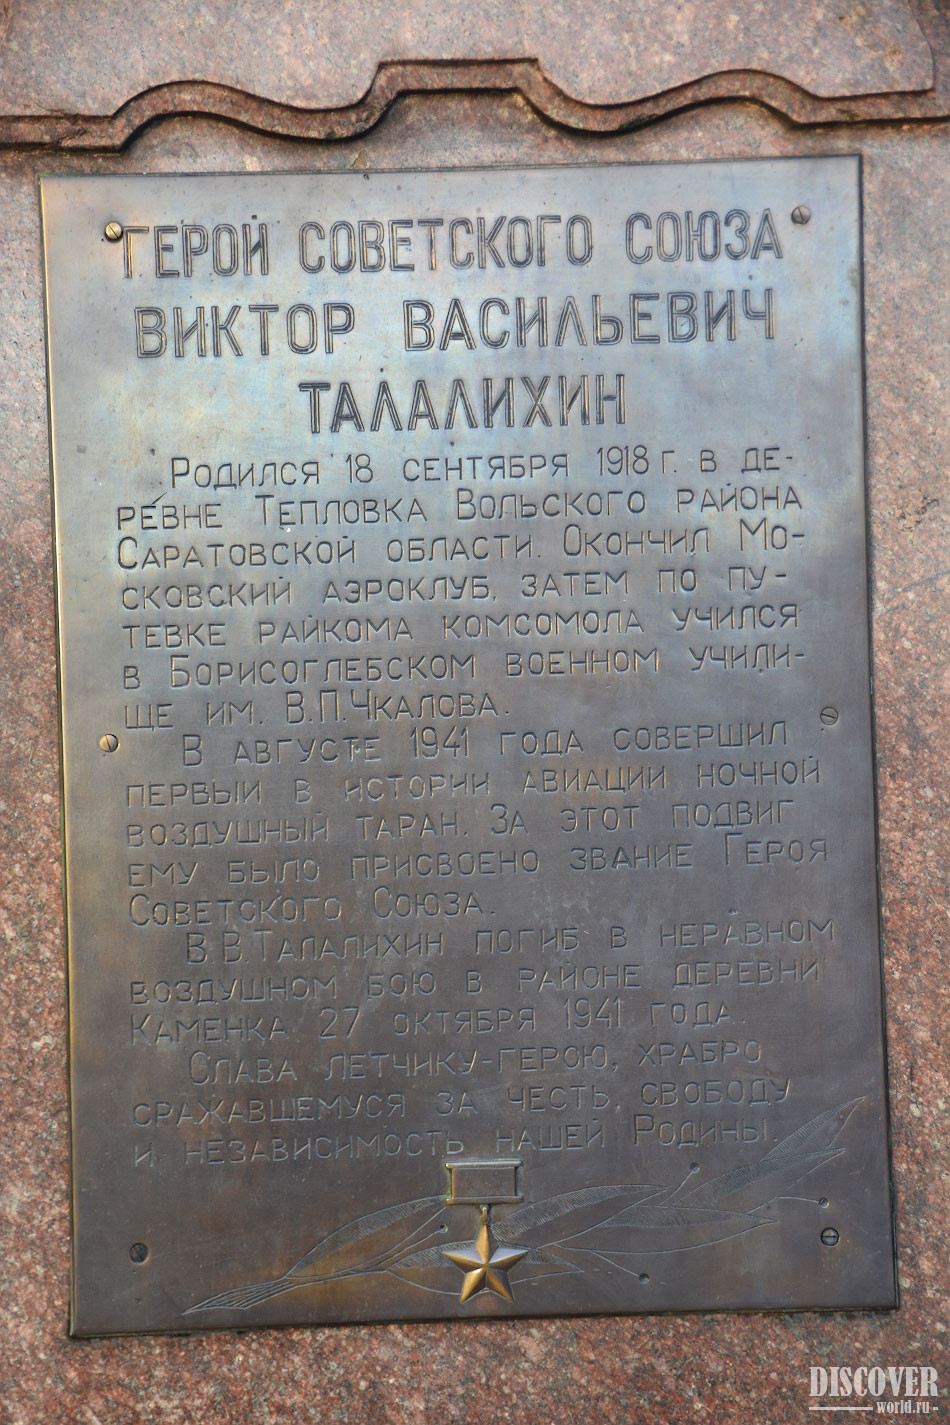 ГЕРОЙ СОВЕТСКОГО СОЮЗА
ВИКТОР ВАСИЛЬЕВИЧ
ТАЛАЛИХИН
Родился 18 сентября 1918 г. в де-
ревне Тепловка Вольского района
Саратовской области. Окончил Мо-
сковский аэроклуб, затем по пу-
тевке райкома комсомола учился
в Борисоглебском военном учили-
ще им. В.П.Чкалова.
В августе 1941 года совершил
первый в истории авиации ночной
воздушный таран. За этот подвиг
ему было присвоено звание Героя
Советского Союза.
В.В.Талалихин погиб в неравном
воздушном бою в районе деревни
Каменка 27 октября 1941 года.
Слава летчику-герою, храбро
сражавшемуся за честь, свободу
и независимость нашей Родины.
DISCOVER
world.ru